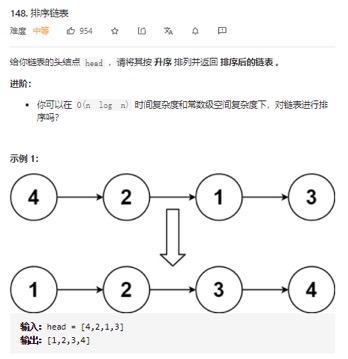 148. 排序链表
难度 中等 954
给你链表的头结点 head ，请将其按 升序 排列并返回 排序后的链表 。
进阶：
• 你可以在 O(n log n) 时间复杂度和常数级空间复杂度下，对链表进行排
序吗？
示例 1：
4 2 1 3
1 2 3 4
输入：head = [4,2,1,3]
输出：[1,2,3,4]